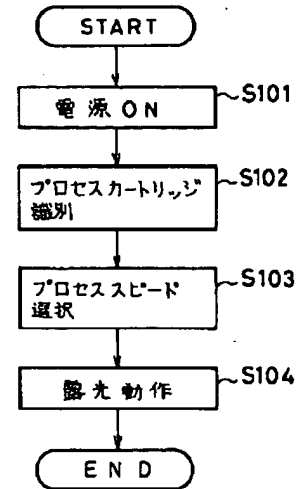 START
電源ON
S101
プロセスカートリッジ
識別
S102
プロセススピード
選択
S103
露光動作
S104
END